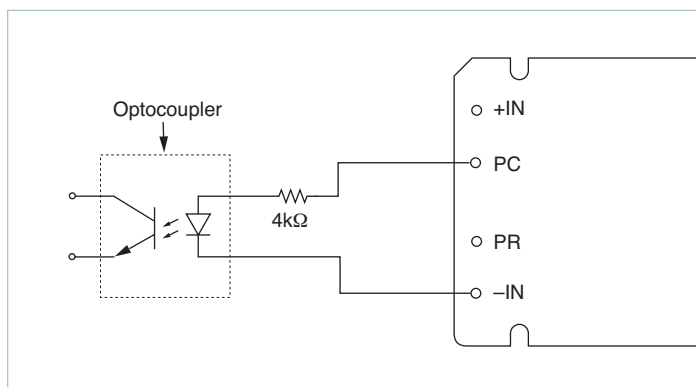 Optocoupler
4kΩ
+IN
PC
PR
–IN